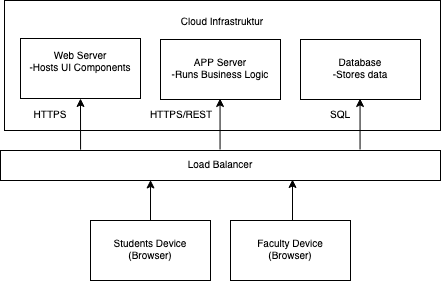 Cloud Infrastruktur
Web Server
-Hosts UI Components
APP Server
-Runs Business Logic
Database
-Stores data
HTTPS
HTTPS/REST
SQL
Load Balancer
Students Device
(Browser)
Faculty Device
(Browser)